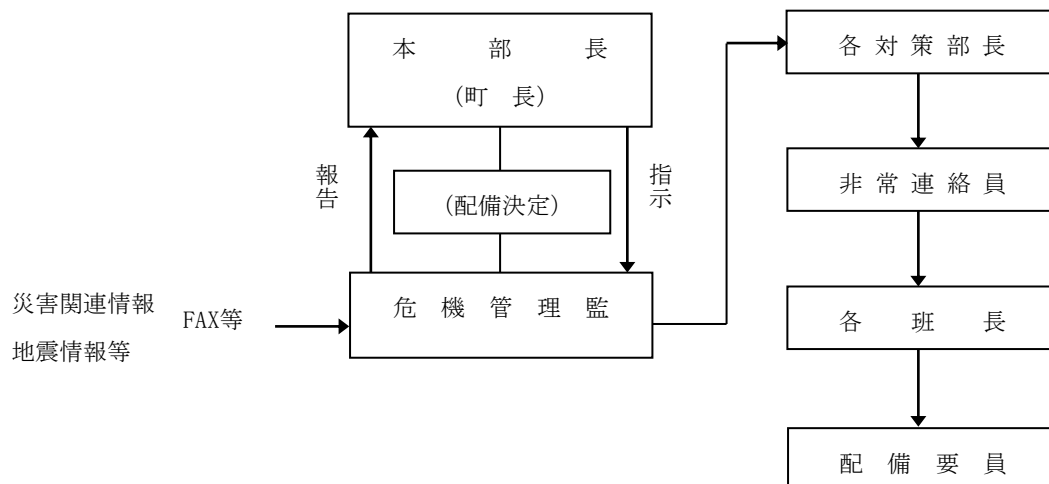 本部長
(町 長)
報告
(配備決定)
指示
災害関連情報
地震情報等
FAX等
危機管理監
各対策部長
非常連絡員
各班長
配備要員